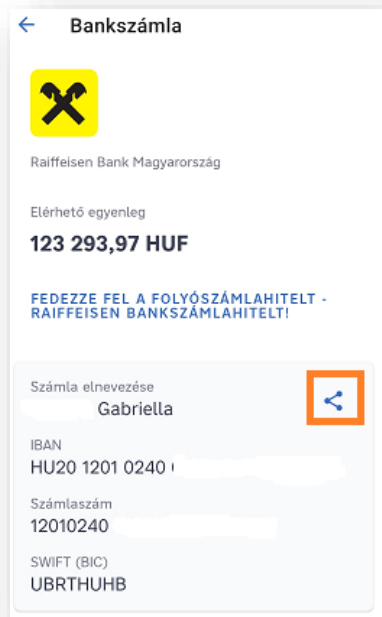 Bankszámla
Raiffeisen Bank Magyarország
Elérhető egyenleg
123 293,97 HUF
FEDEZZE FEL A FOLYÓSZÁMLAHITELT -
RAIFFEISEN BANKSZÁMLAHITELT!
Számla elnevezése
Gabriella
IBAN
HU20 1201 0240
Számlaszám
12010240
SWIFT (BIC)
UBRTHUHB